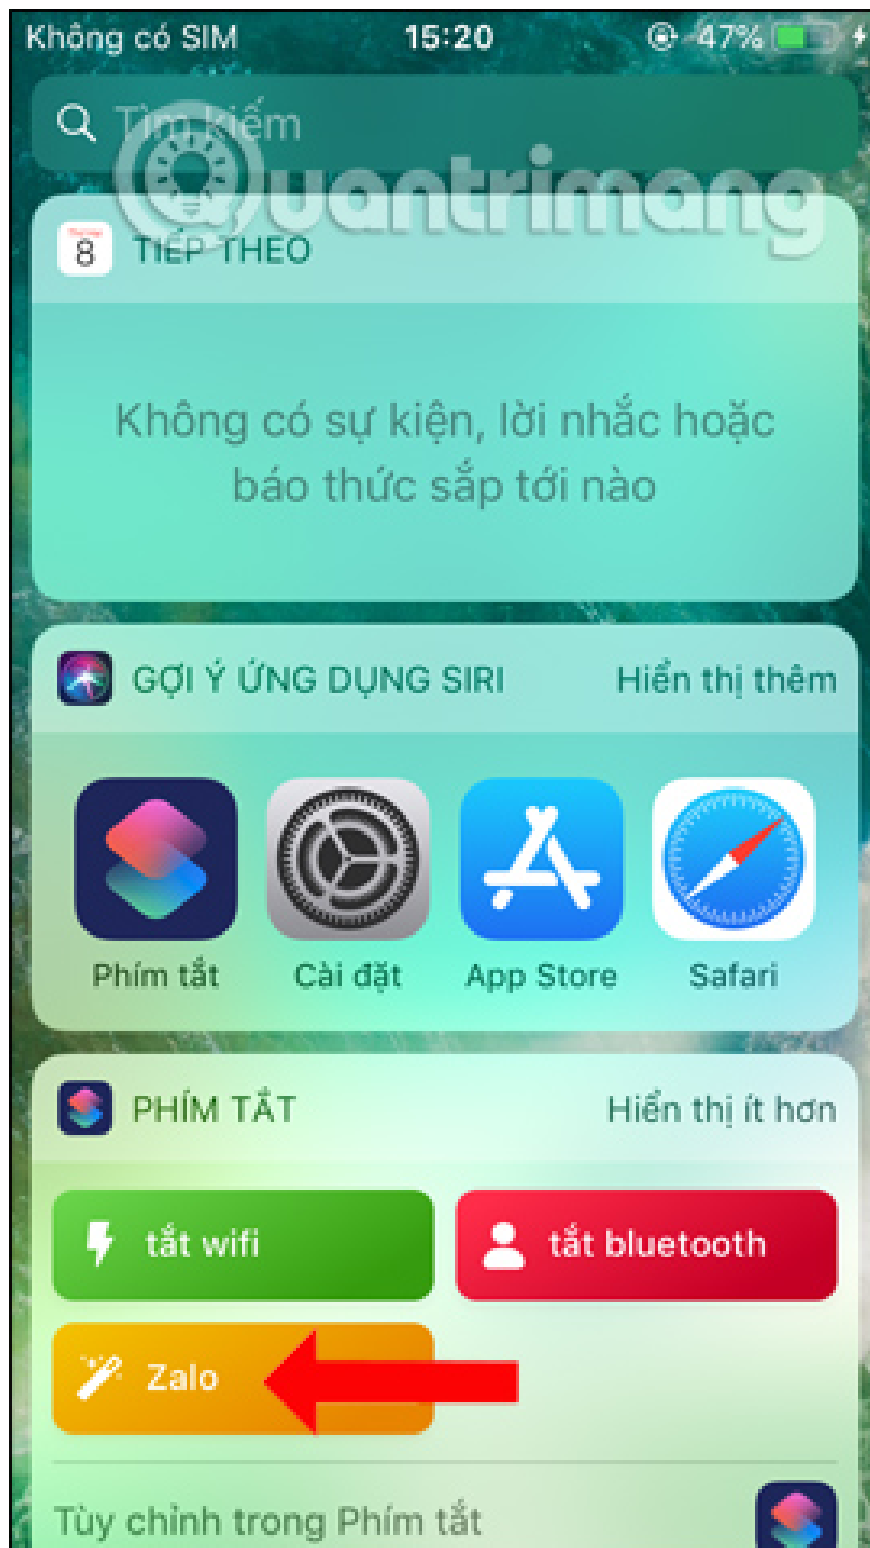 Không có SIM 15:20 47%
Tìm kiếm
Quantrimang
8 TIẾP THEO
Không có sự kiện, lời nhắc hoặc
báo thức sắp tới nào
GỢI Ý ỨNG DỤNG SIRI Hiển thị thêm
Phím tắt Cài đặt App Store Safari
PHÍM TẮT Hiển thị ít hơn
tắt wifi tắt bluetooth
Zalo
Tùy chỉnh trong Phím tắt